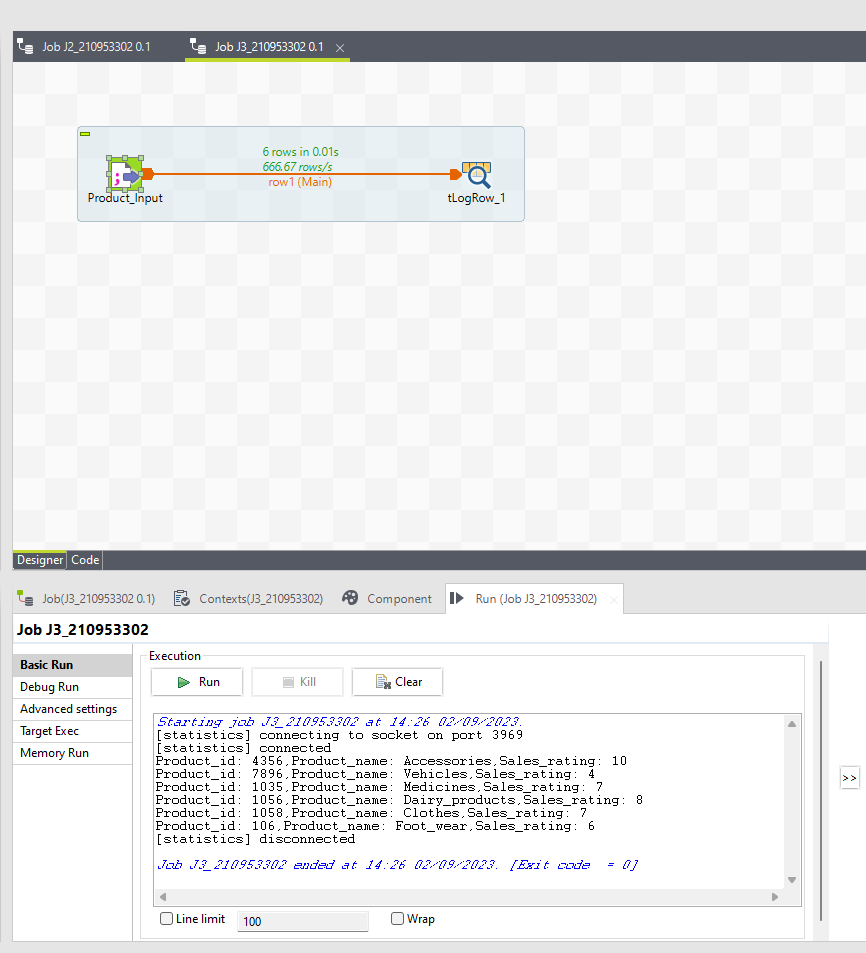 Job J2_210953302 0.1
Job J3_210953302 0.1
6 rows in 0.01s
666.67 rows/s
row1 (Main)
Product_Input
tLogRow_1
Designer
Code
Job(J3_210953302 0.1)
Contexts(J3_210953302)
Component
Run (Job J3_210953302)
Job J3_210953302
Basic Run
Debug Run
Advanced settings
Target Exec
Memory Run
Execution
Run
Kill
Clear
Starting job J3_210953302 at 14:26 02/09/2023.
[statistics] connecting to socket on port 3969
[statistics] connected
Product_id: 4356,Product_name: Accessories,Sales_rating: 10
Product_id: 7896,Product_name: Vehicles,Sales_rating: 4
Product_id: 1035,Product_name: Medicines,Sales_rating: 7
Product_id: 1056,Product_name: Dairy_products,Sales_rating: 8
Product_id: 1058,Product_name: Clothes,Sales_rating: 7
Product_id: 106,Product_name: Foot_wear,Sales_rating: 6
[statistics] disconnected
Job J3_210953302 ended at 14:26 02/09/2023. [Exit code  = 0]
>>
Line limit
100
Wrap